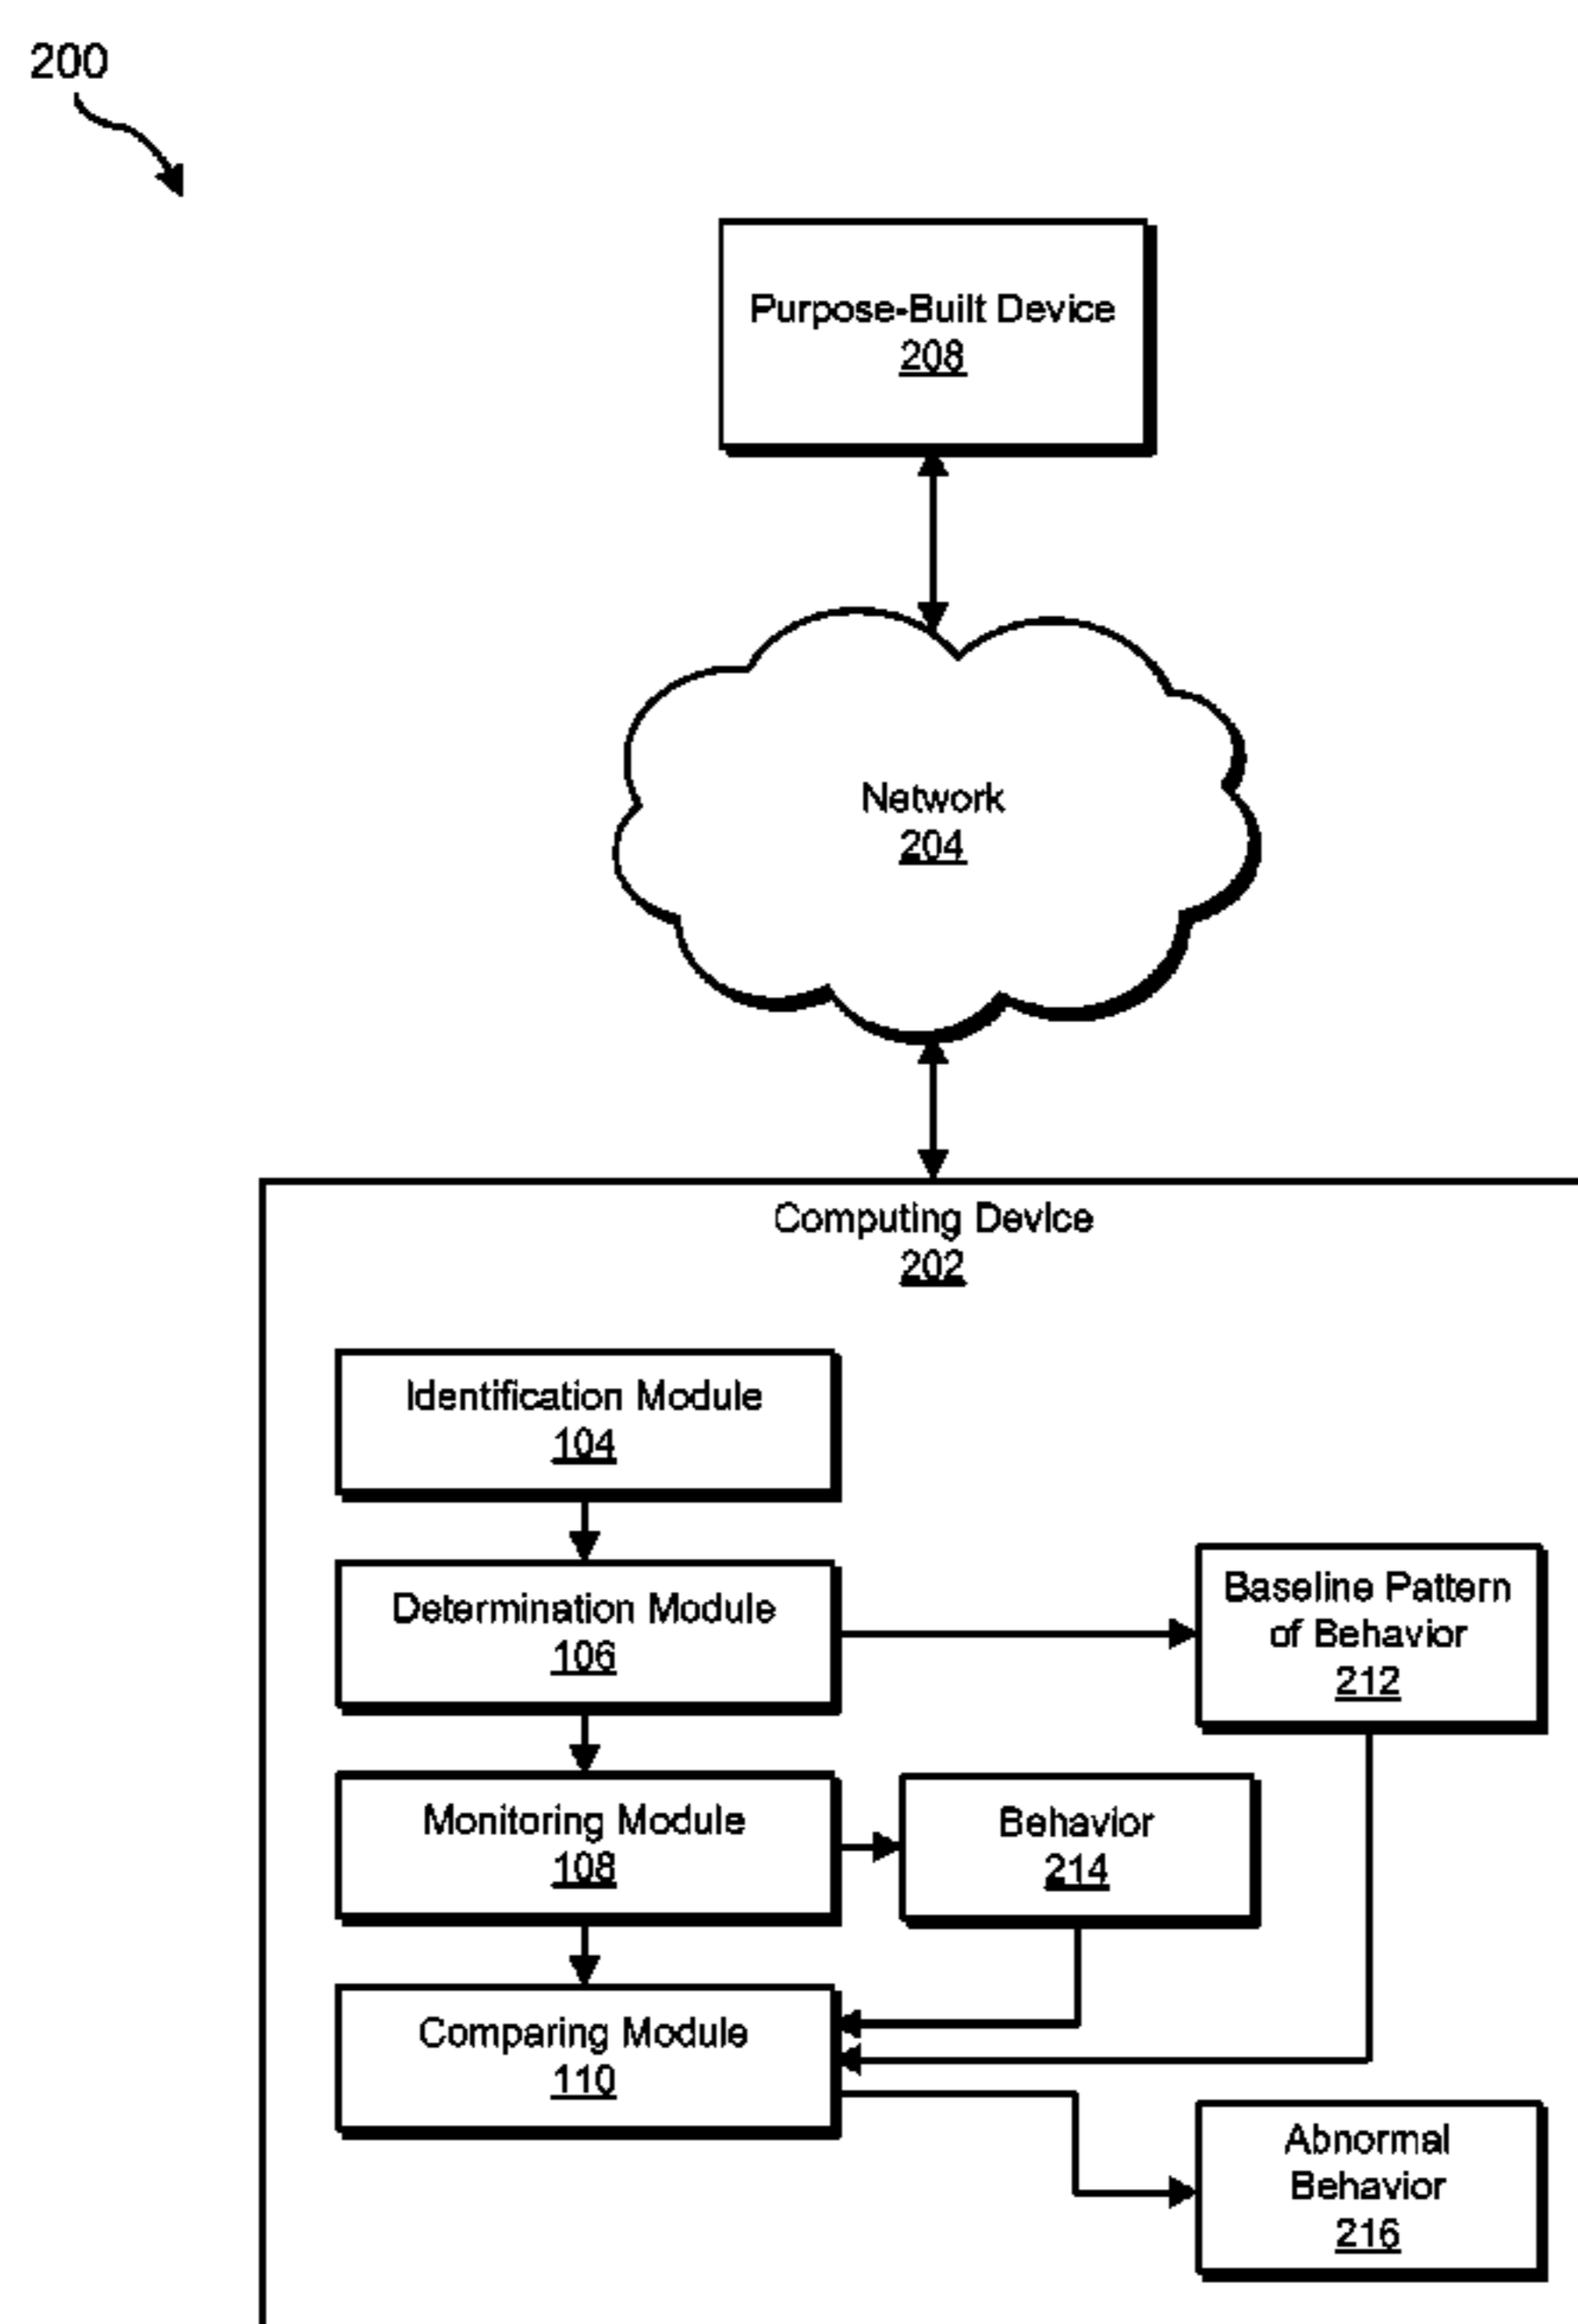 200
Purpose-Built Device
208
Network
204
Computing Device
202
Identification Module
104
Determination Module
106
Baseline Pattern
of Behavior
212
Monitoring Module
108
Behavior
214
Comparing Module
110
Abnormal
Behavior
216